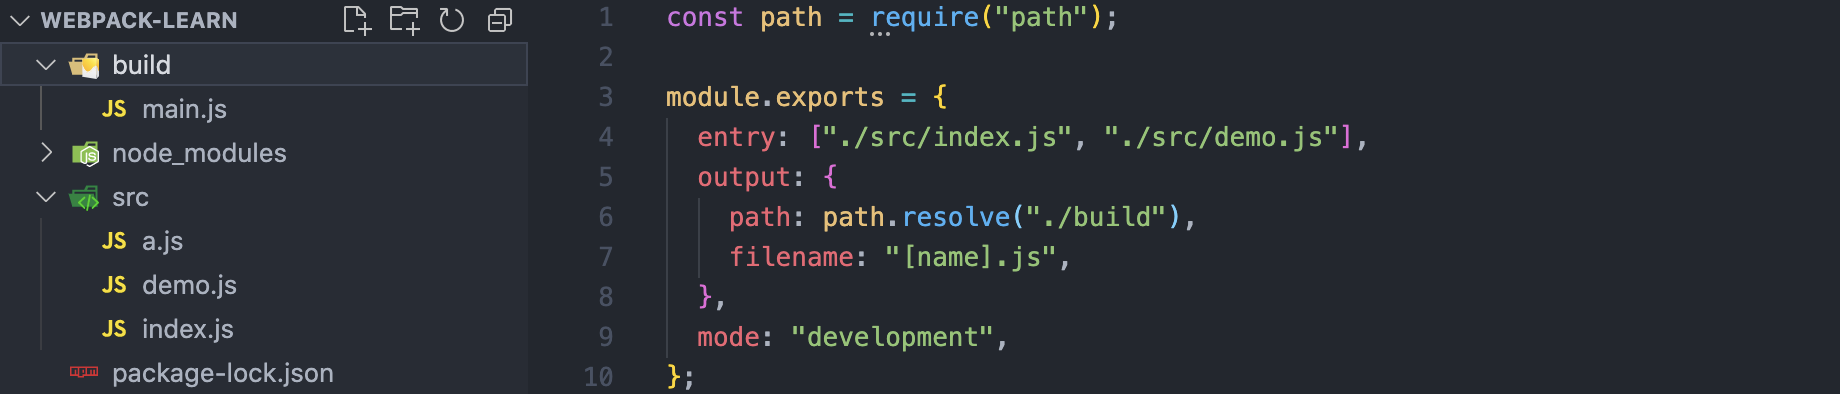 WEBPACK-LEARN
build
JS main.js
node_modules
src
JS a.js
JS demo.js
JS index.js
package-lock.json
1 const path = require("path");
2
3 module.exports = {
4 entry: ["./src/index.js", "./src/demo.js"],
5 output: {
6 path: path.resolve("./build"),
7 filename: "[name].js",
8 },
9 mode: "development",
10 };